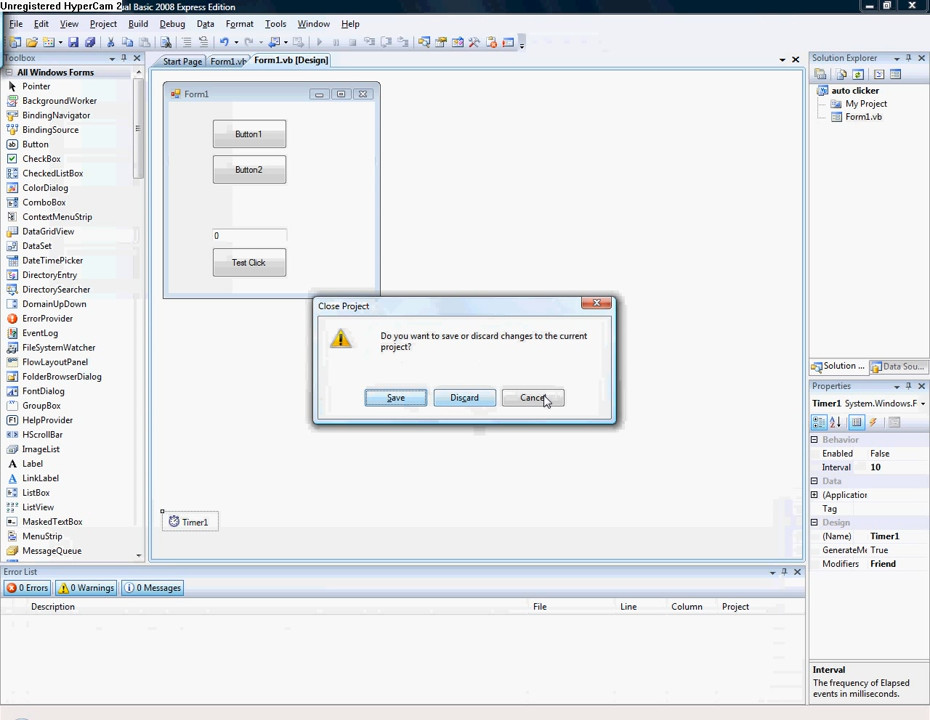 Unregistered HyperCam 2
ual Basic 2008 Express Edition
File Edit View Project Build Debug Data Format Tools Window Help
Toolbox
Start Page Form1.vb Form1.vb [Design]
Solution Explorer
All Windows Forms
Pointer
BackgroundWorker
BindingNavigator
BindingSource
Button
CheckBox
CheckedListBox
ColorDialog
ComboBox
ContextMenuStrip
DataGridView
DataSet
DateTimePicker
DirectoryEntry
DirectorySearcher
DomainUpDown
ErrorProvider
EventLog
FileSystemWatcher
FlowLayoutPanel
FolderBrowserDialog
FontDialog
GroupBox
HelpProvider
HScrollBar
ImageList
Label
LinkLabel
ListBox
ListView
MaskedTextBox
MenuStrip
MessageQueue
Form1
Button1
Button2
0
Test Click
Close Project
Do you want to save or discard changes to the current
project?
Save Discard Cancel
Timer1
auto clicker
My Project
Form1.vb
Solution ... Data Sou...
Properties
Timer1 System.Windows.F
Behavior
Enabled False
Interval 10
Data
(Application
Tag
Design
(Name) Timer1
GenerateMe True
Modifiers Friend
Interval
The frequency of Elapsed
events in milliseconds.
Error List
0 Errors 0 Warnings 0 Messages
Description File Line Column Project